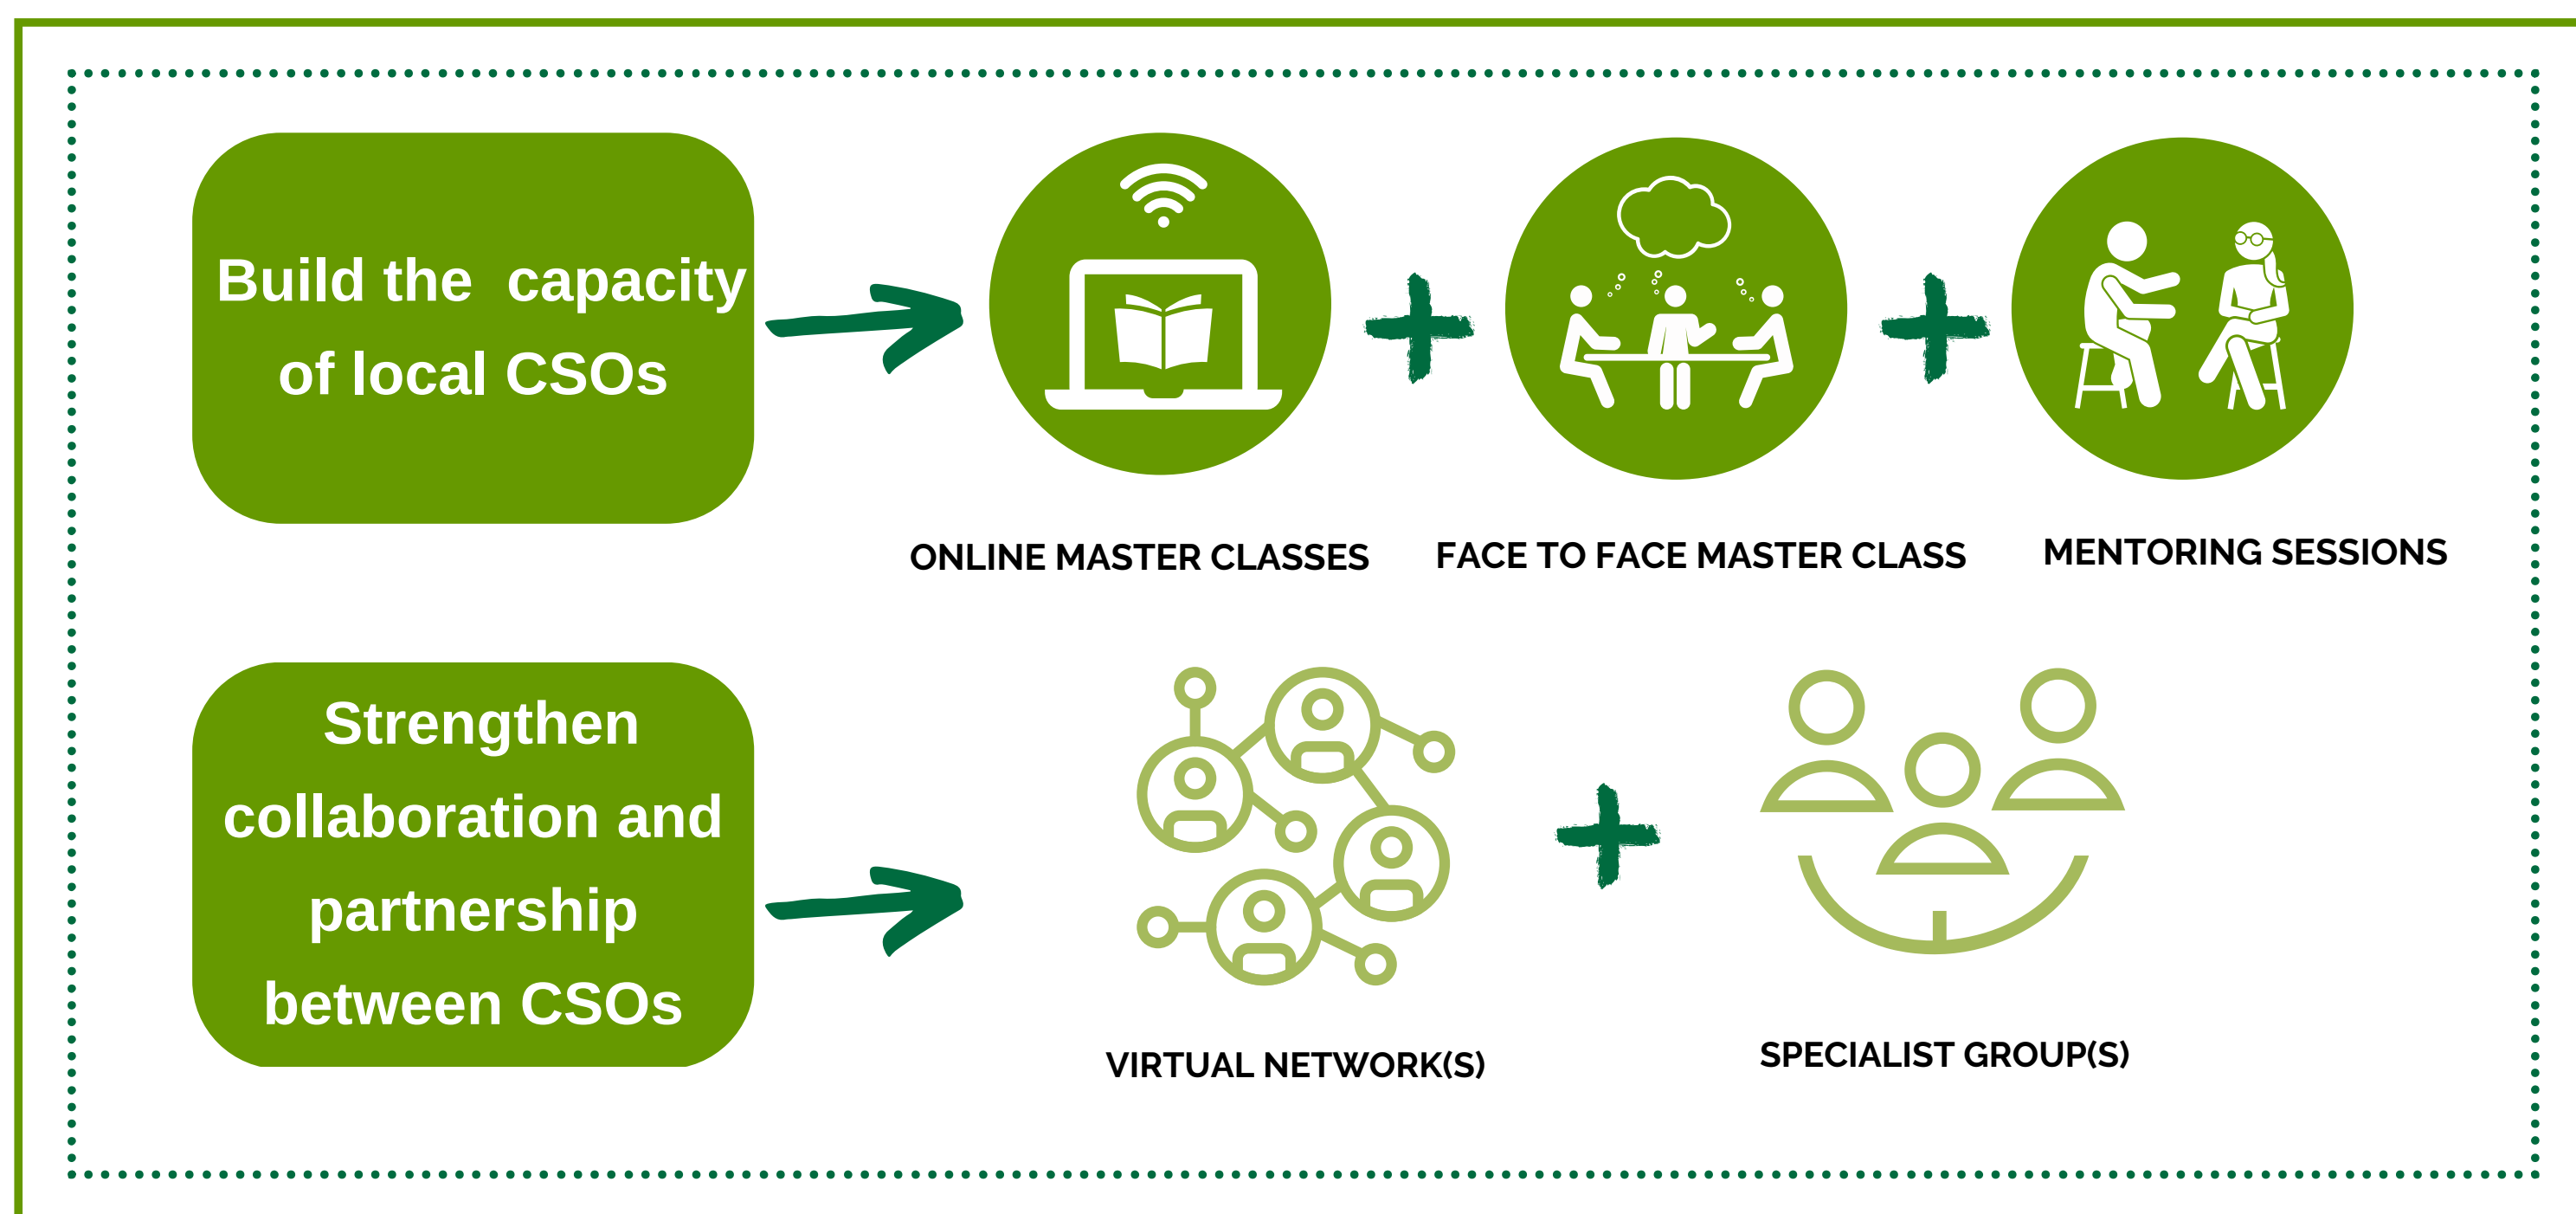 Build the capacity
of local CSOs
ONLINE MASTER CLASSES
FACE TO FACE MASTER CLASS
MENTORING SESSIONS
Strengthen
collaboration and
partnership
between CSOs
VIRTUAL NETWORK(S)
SPECIALIST GROUP(S)